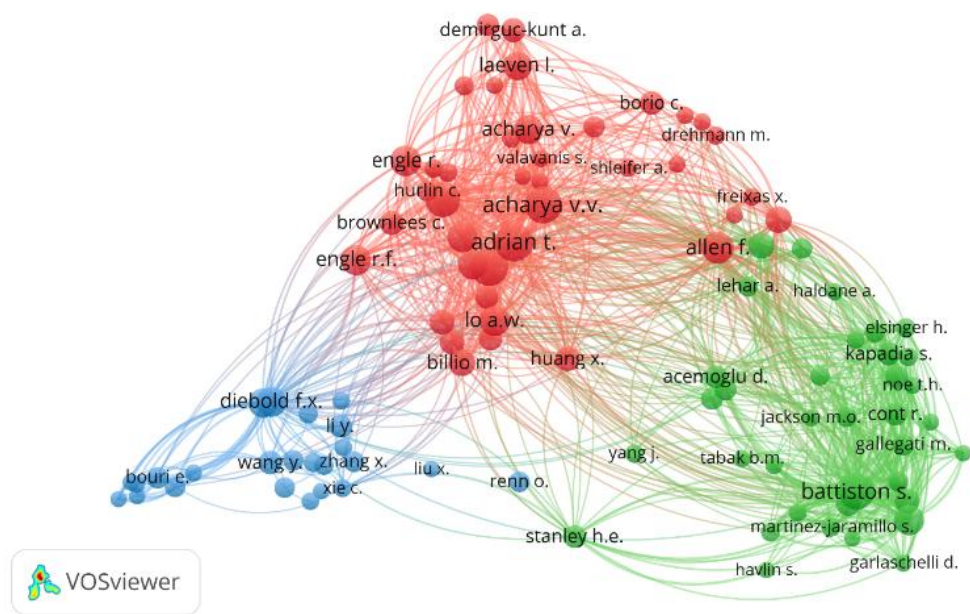 demirguc-kunt a.
laeven l.
borio c.
acharya v.
drehmann m.
engle r.
valavanis s.
shleifer a.
hurlin c.
freixas x.
acharya v.v.
brownlees c.
adrian t.
allen f.
engle r.f.
lehar a.
haldane a.
lo a.w.
elsinger h.
billio m.
huang x.
kapadia s.
acemoglu d.
noe t.h.
diebold f.x.
jackson m.o.
cont r.
li y.
gallegati m.
yang j.
tabak b.m.
wang y.
zhang x.
liu x.
bouri e.
renn o.
xie c.
battiston s.
martinez-jaramillo s.
stanley h.e.
havlin s.
garlaschelli d.
VOSviewer